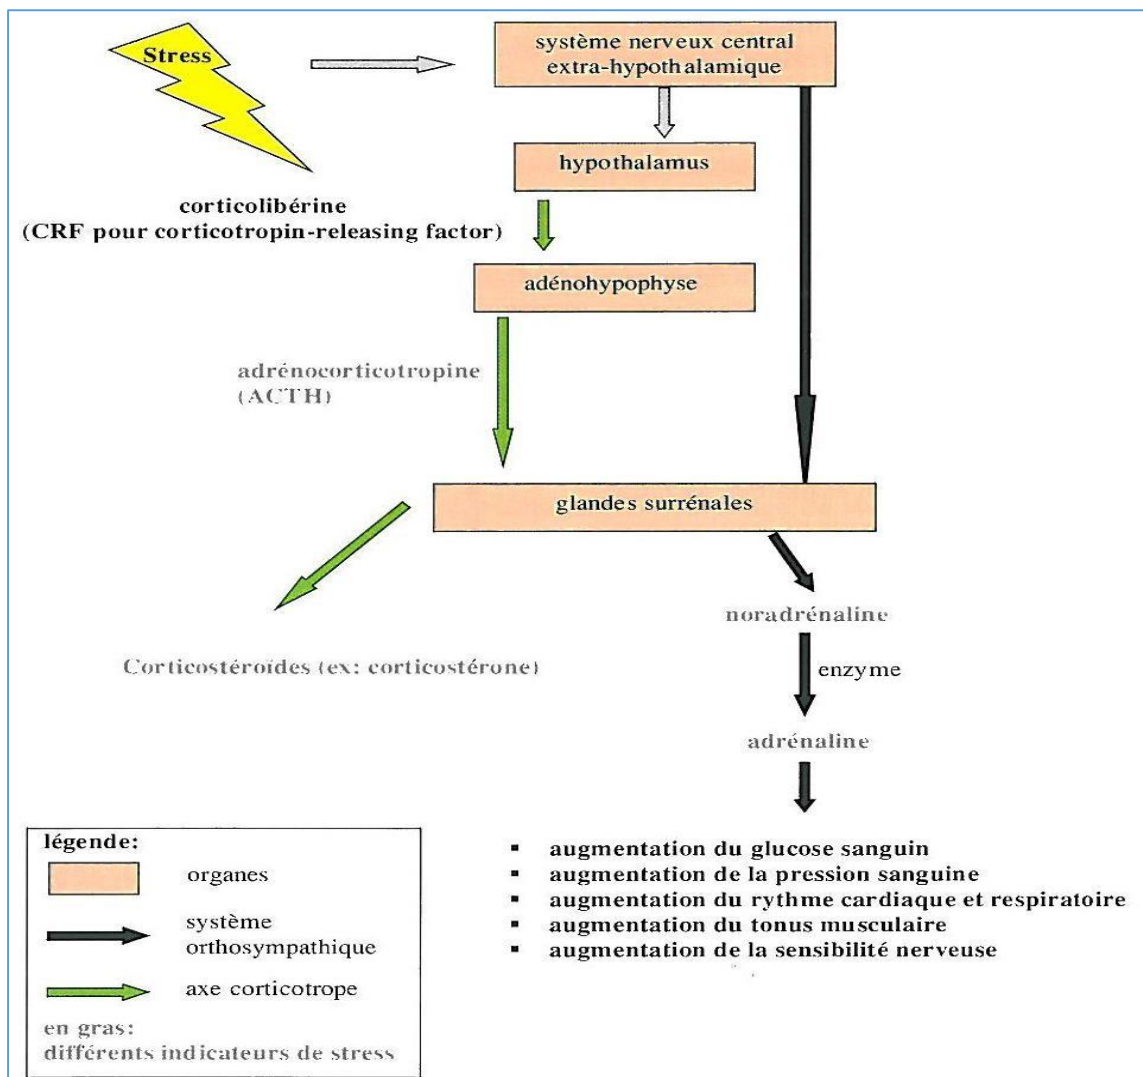 Stress
système nerveux central
extra-hypothalamique
hypothalamus
corticolibérine
(CRF pour corticotropin-releasing factor)
adénohypophyse
adrénocorticotropine
(ACTH)
glandes surrénales
noradrénaline
Corticostéroïdes (ex: corticostérone)
enzyme
adrénaline
légende:
organes
système
orthosympathique
axe corticotrope
en gras:
différents indicateurs de stress
▪ augmentation du glucose sanguin
▪ augmentation de la pression sanguine
▪ augmentation du rythme cardiaque et respiratoire
▪ augmentation du tonus musculaire
▪ augmentation de la sensibilité nerveuse